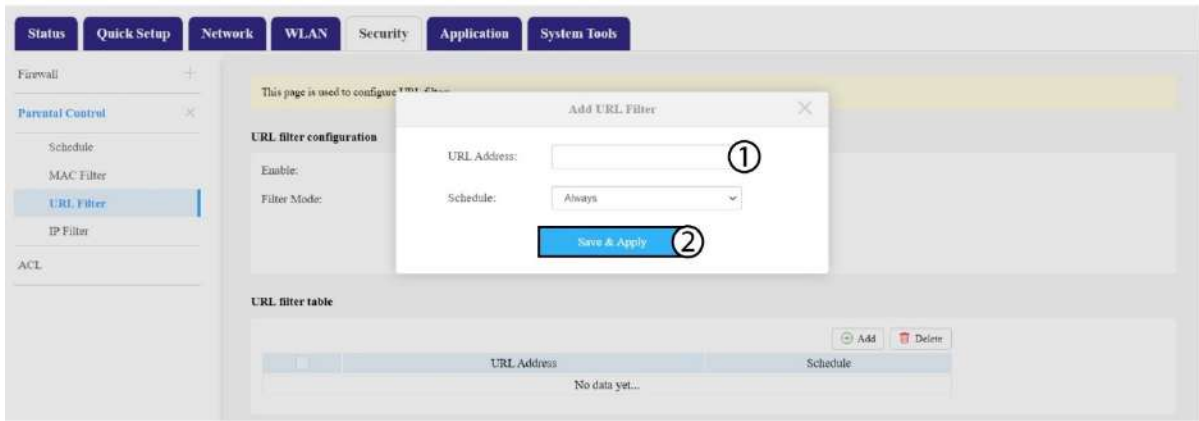 Status Quick Setup Network WLAN Security Application System Tools
Firewall
Parental Control
Schedule
MAC Filter
URL Filter
IP Filter
ACL
This page is used to configure URL filter
URL filter configuration
Enable:
Filter Mode:
Add URL Filter
URL Address: ①
Schedule: Always
Save & Apply ②
URL filter table
Add Delete
URL Address Schedule
No data yet...